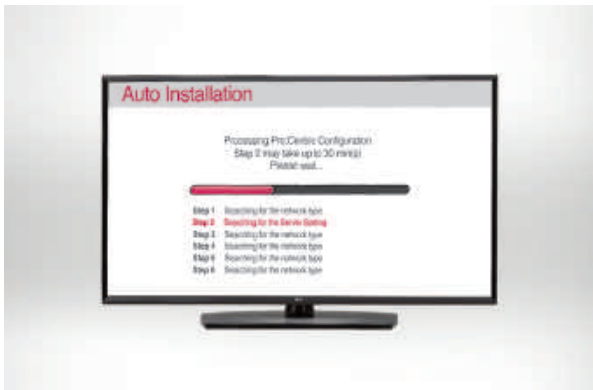 Auto Installation
Processing Pro:Centric Configuration
Step 2 may take up to 30 min(s)
Please wait...
Step 1 Searching for the network type
Step 2 Searching for the Server Setting
Step 3 Searching for the network type
Step 4 Searching for the network type
Step 5 Searching for the network type
Step 6 Searching for the network type